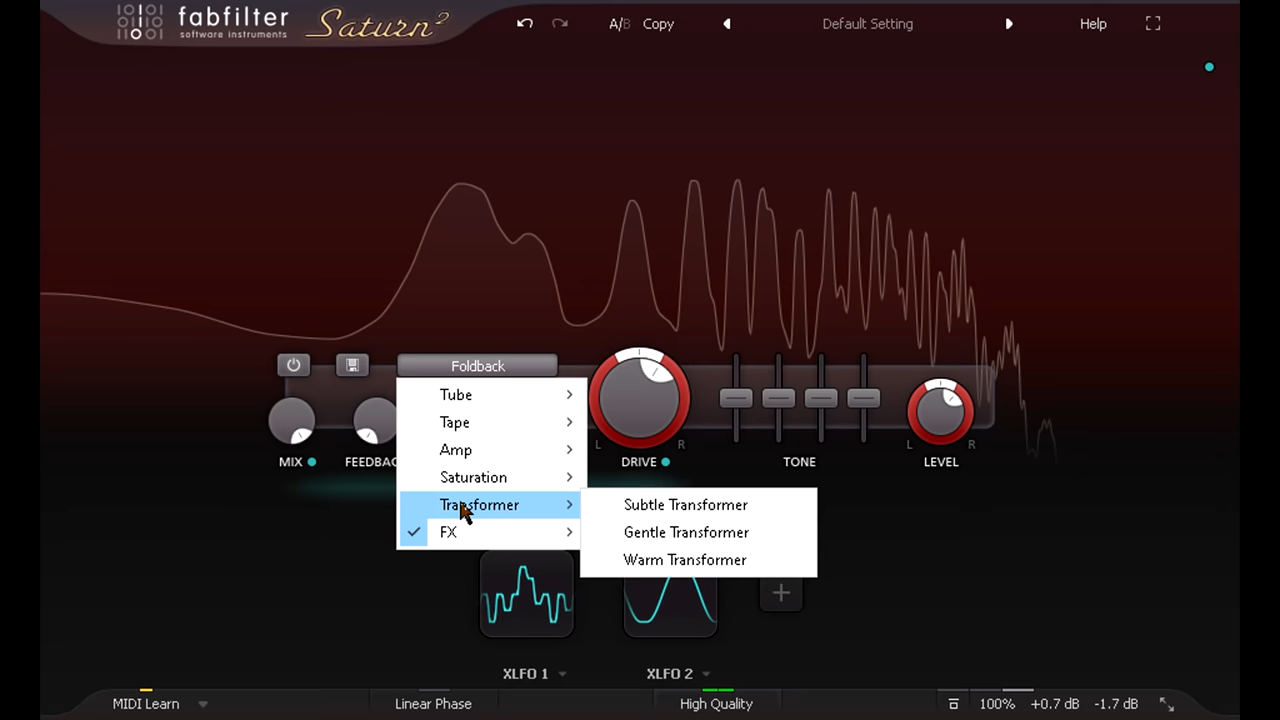 fabfilter
software instruments
Saturn 2
A/B Copy
Default Setting
Help
Foldback
Tube
Tape
Amp
Saturation
Transformer
FX
Subtle Transformer
Gentle Transformer
Warm Transformer
MIX
FEEDBAC
L R
DRIVE
TONE
L R
LEVEL
XLFO 1
XLFO 2
MIDI Learn
Linear Phase
High Quality
100% +0.7 dB -1.7 dB